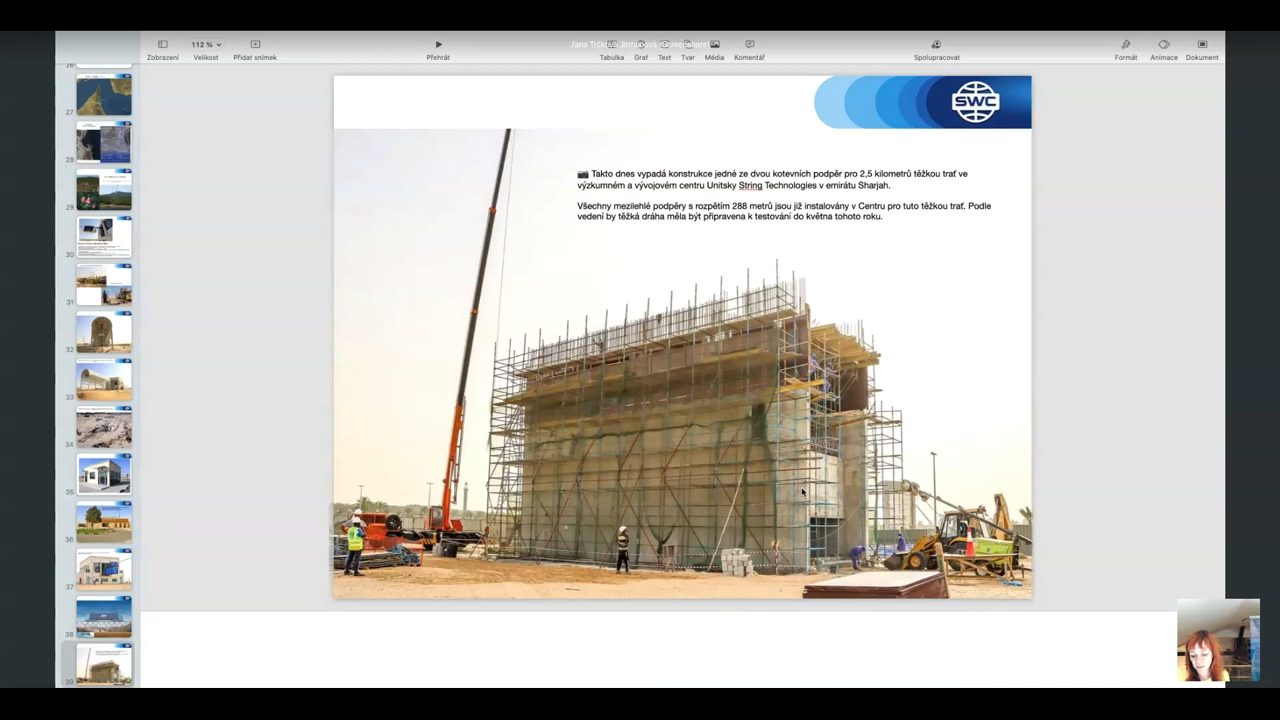 Jana Trčková Jirmusová (Screenshare)
112 %
Zobrazení
Velikost
Přidat snímek
Přehrát
Tabulka
Graf
Text
Tvar
Média
Komentář
Spolupracovat
Formát
Animace
Dokument
SWC
Takto dnes vypadá konstrukce jedné ze dvou kotevních podpěr pro 2,5 kilometrů těžkou trať ve
výzkumném a vývojovém centru Unitsky String Technologies v emirátu Sharjah.
Všechny mezilehlé podpěry s rozpětím 288 metrů jsou již instalovány v Centru pro tuto těžkou trať. Podle
vedení by těžká dráha měla být připravena k testování do května tohoto roku.
27
28
29
30
31
32
33
34
35
36
37
38
39